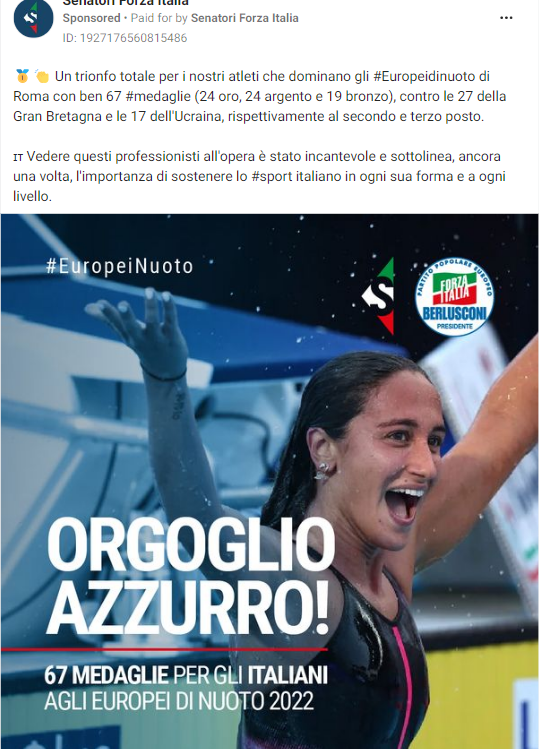 Senatori Forza Italia
Sponsored • Paid for by Senatori Forza Italia
ID: 1927176560815486
🥇 👏 Un trionfo totale per i nostri atleti che dominano gli #Europeidinuoto di
Roma con ben 67 #medaglie (24 oro, 24 argento e 19 bronzo), contro le 27 della
Gran Bretagna e le 17 dell'Ucraina, rispettivamente al secondo e terzo posto.
IT Vedere questi professionisti all'opera è stato incantevole e sottolinea, ancora
una volta, l'importanza di sostenere lo #sport italiano in ogni sua forma e a ogni
livello.
#EuropeiNuoto
S
PARTITO POPOLARE EUROPEO
FORZA
ITALIA
BERLUSCONI
PRESIDENTE
ORGOGLIO
AZZURRO!
67 MEDAGLIE PER GLI ITALIANI
AGLI EUROPEI DI NUOTO 2022